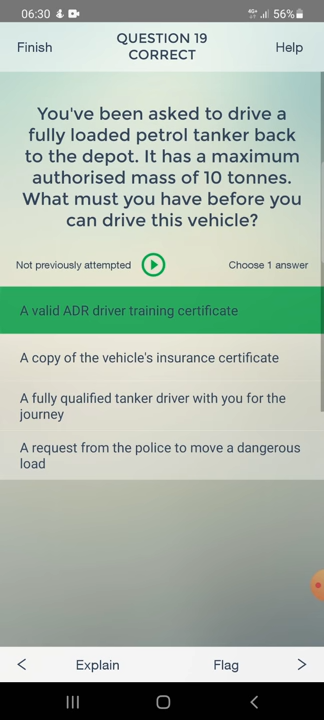 06:30 4G+ 56%
Finish QUESTION 19 Help
CORRECT
You've been asked to drive a
fully loaded petrol tanker back
to the depot. It has a maximum
authorised mass of 10 tonnes.
What must you have before you
can drive this vehicle?
Not previously attempted Choose 1 answer
A valid ADR driver training certificate
A copy of the vehicle's insurance certificate
A fully qualified tanker driver with you for the
journey
A request from the police to move a dangerous
load
< Explain Flag >